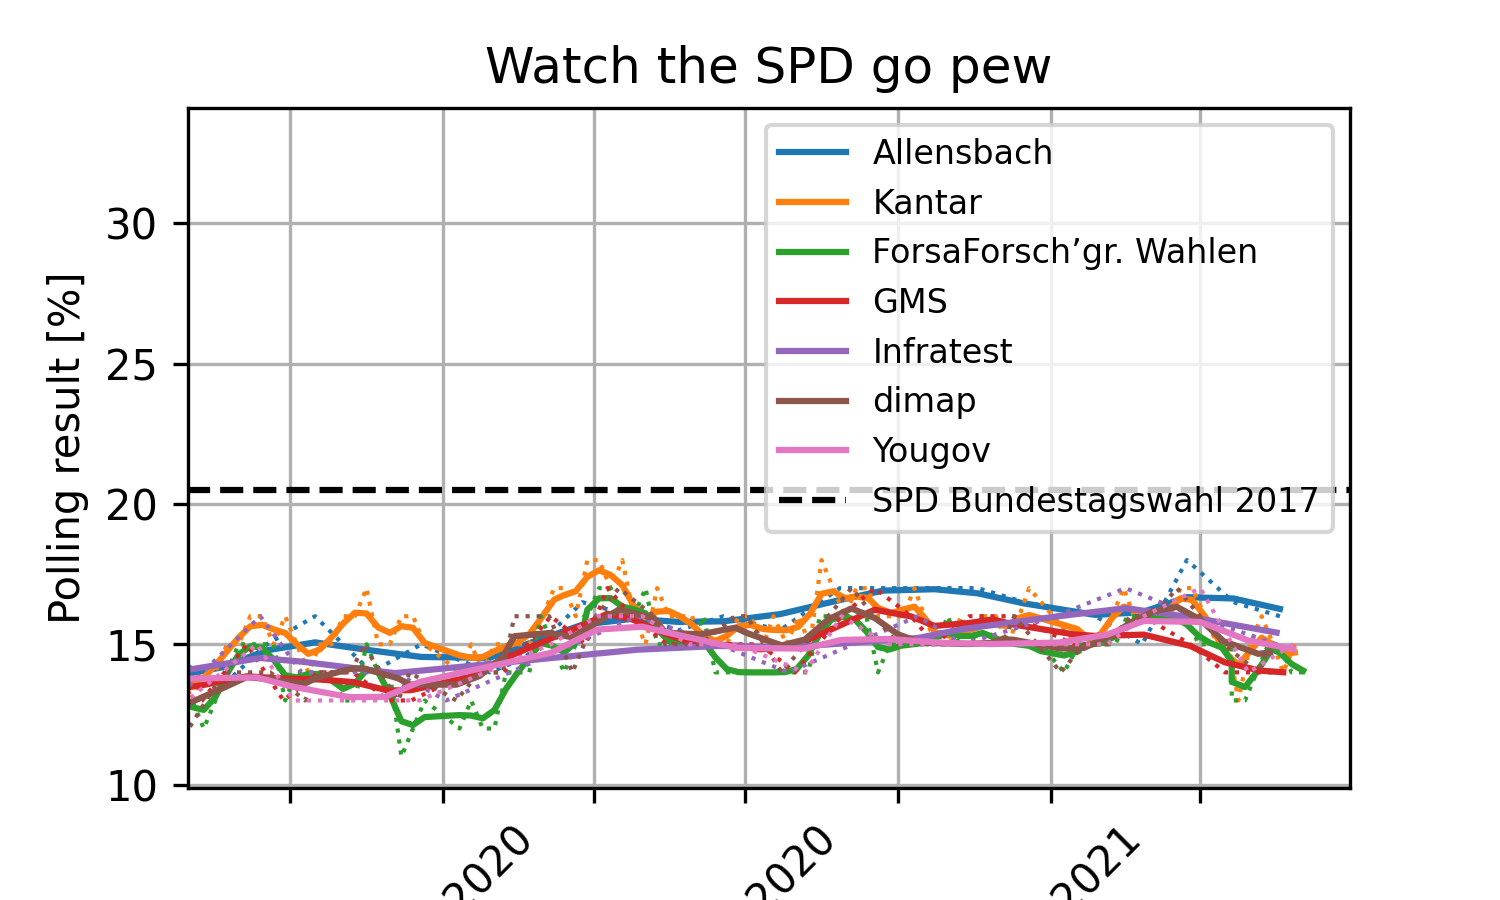 Watch the SPD go pew
Allensbach
Kantar
ForsaForsch’gr. Wahlen
GMS
Infratest
dimap
Yougov
SPD Bundestagswahl 2017
Polling result [%]
30
25
20
15
10
2020
2020
2021